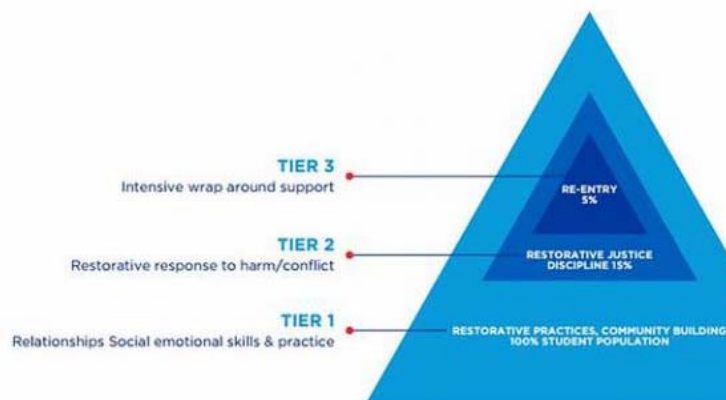 TIER 3
Intensive wrap around support
RE-ENTRY
5%
TIER 2
Restorative response to harm/conflict
RESTORATIVE JUSTICE
DISCIPLINE 15%
TIER 1
Relationships Social emotional skills & practice
RESTORATIVE PRACTICES, COMMUNITY BUILDING
100% STUDENT POPULATION